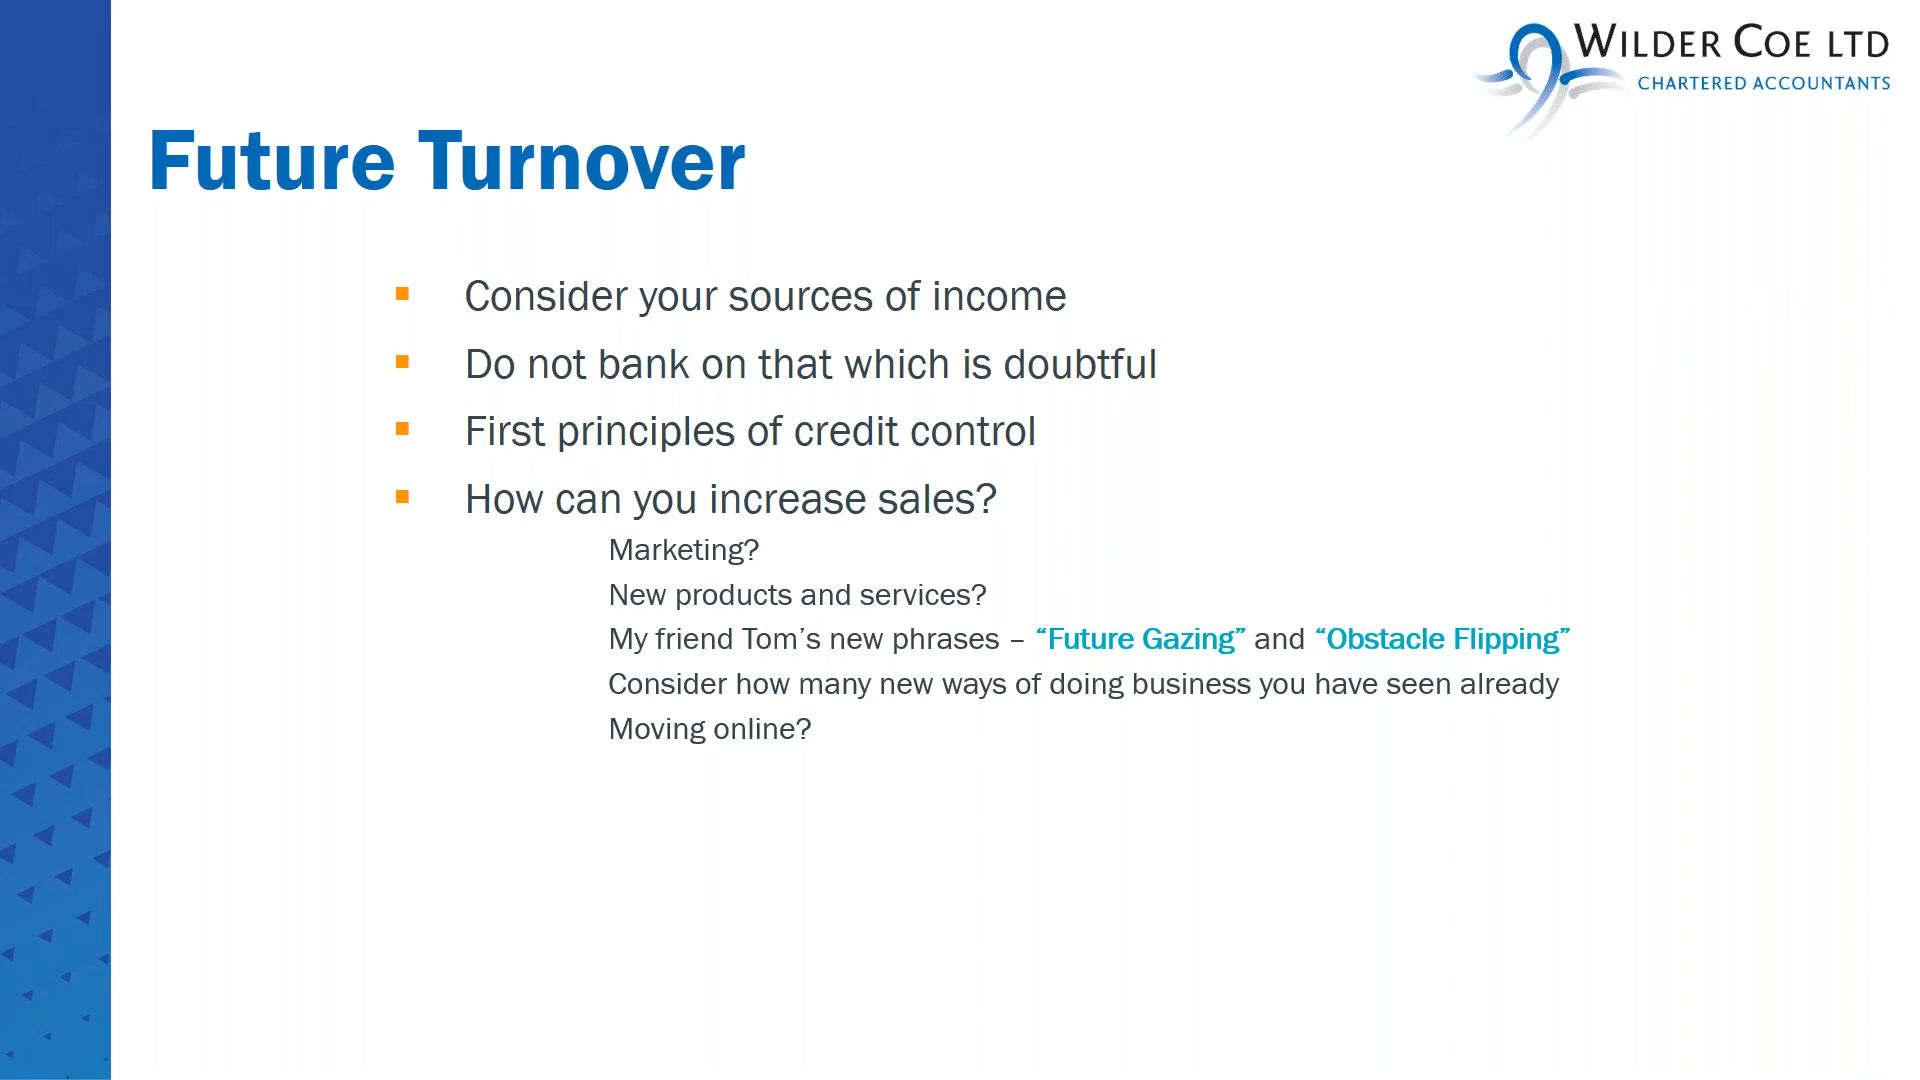 WILDER COE LTD
CHARTERED ACCOUNTANTS
Future Turnover
Consider your sources of income
Do not bank on that which is doubtful
First principles of credit control
How can you increase sales?
Marketing?
New products and services?
My friend Tom’s new phrases – “Future Gazing” and “Obstacle Flipping”
Consider how many new ways of doing business you have seen already
Moving online?